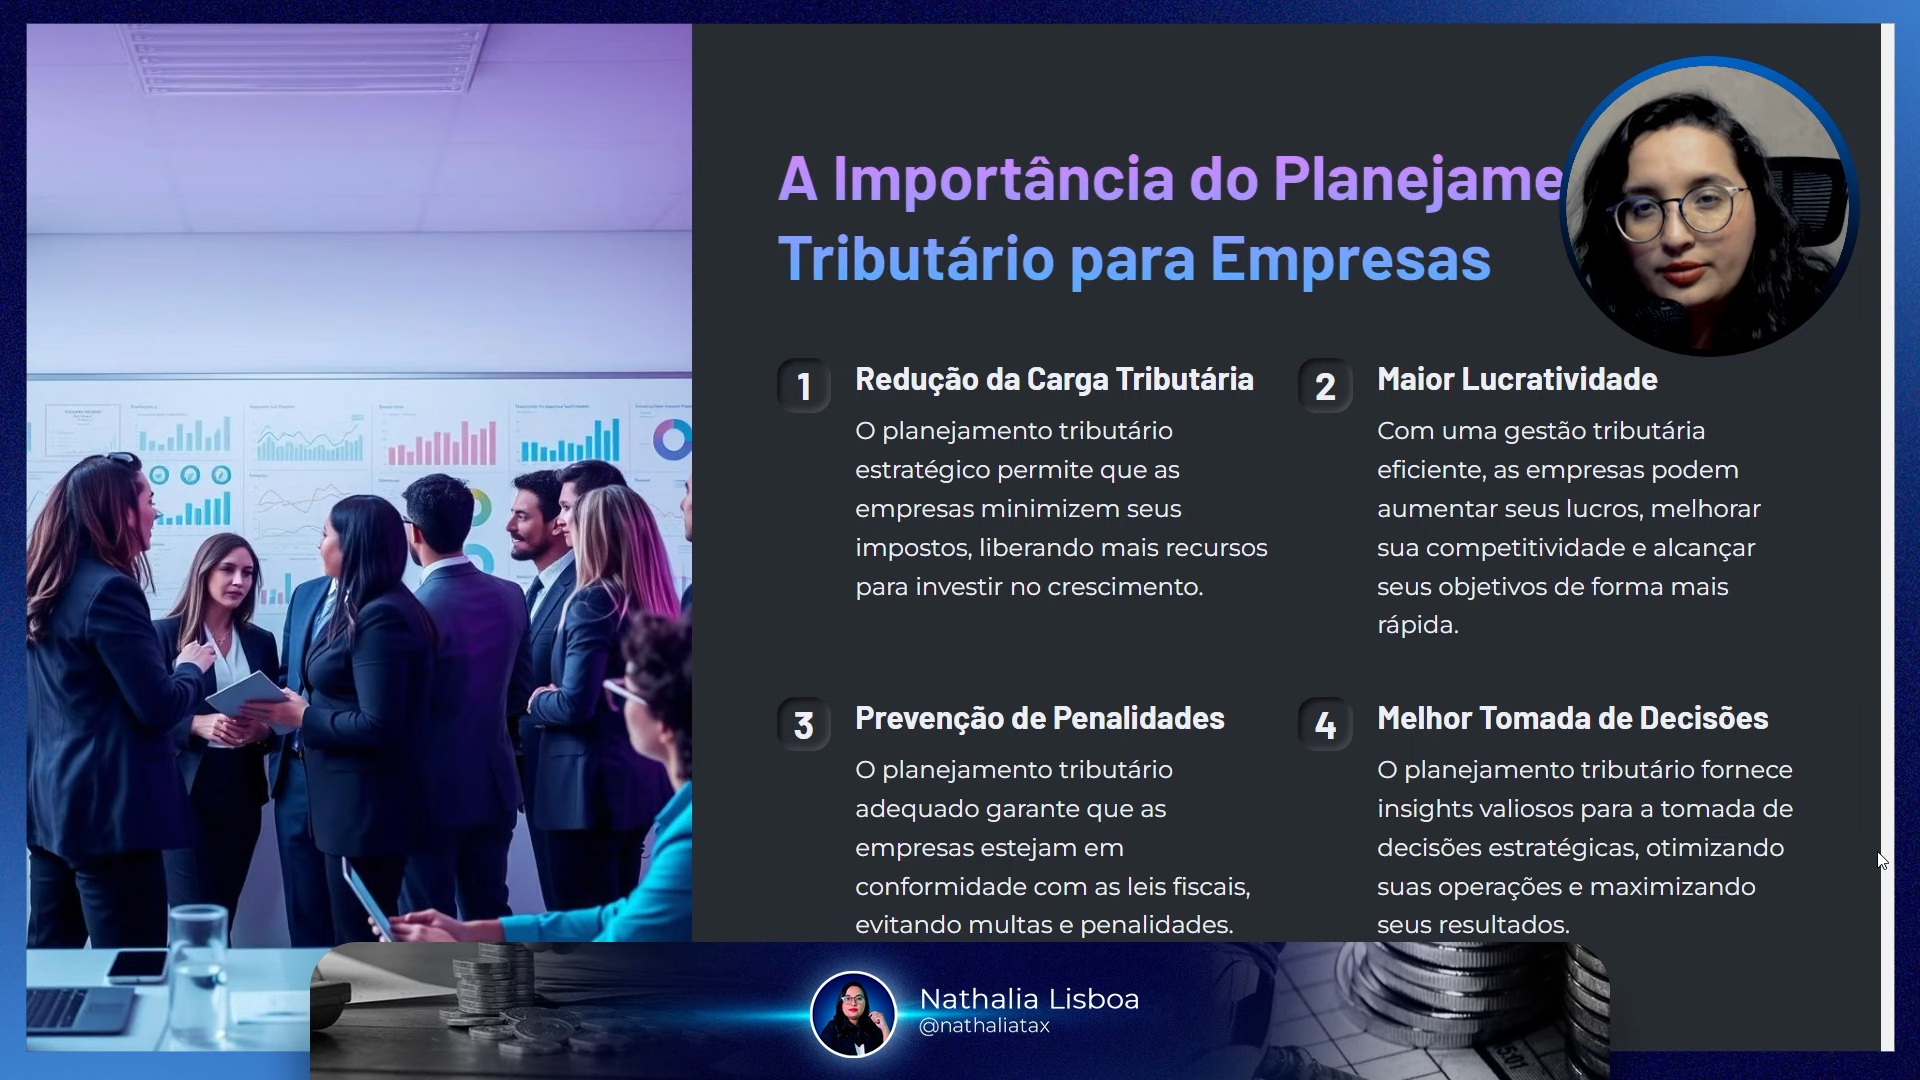 A Importância do Planejame
Tributário para Empresas
1
Redução da Carga Tributária
O planejamento tributário
estratégico permite que as
empresas minimizem seus
impostos, liberando mais recursos
para investir no crescimento.
2
Maior Lucratividade
Com uma gestão tributária
eficiente, as empresas podem
aumentar seus lucros, melhorar
sua competitividade e alcançar
seus objetivos de forma mais
rápida.
3
Prevenção de Penalidades
O planejamento tributário
adequado garante que as
empresas estejam em
conformidade com as leis fiscais,
evitando multas e penalidades.
4
Melhor Tomada de Decisões
O planejamento tributário fornece
insights valiosos para a tomada de
decisões estratégicas, otimizando
suas operações e maximizando
seus resultados.
Nathalia Lisboa
@nathaliatax